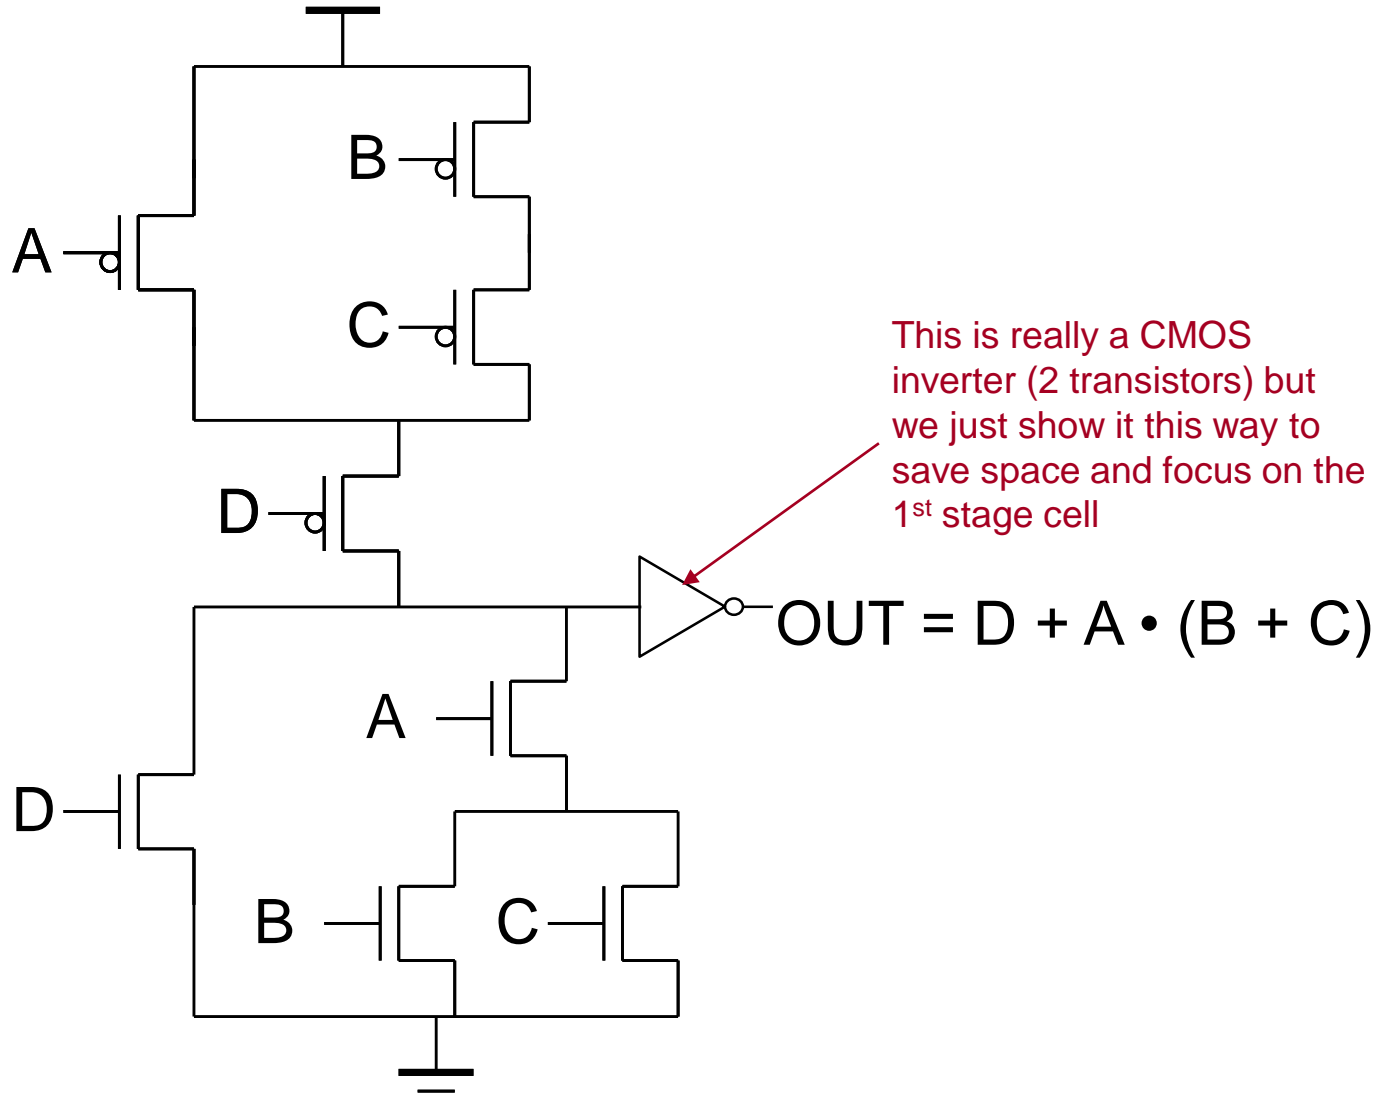 B
A
C
This is really a CMOS
inverter (2 transistors) but
we just show it this way to
save space and focus on the
1st stage cell
D
OUT = D + A • (B + C)
A
D
B
C